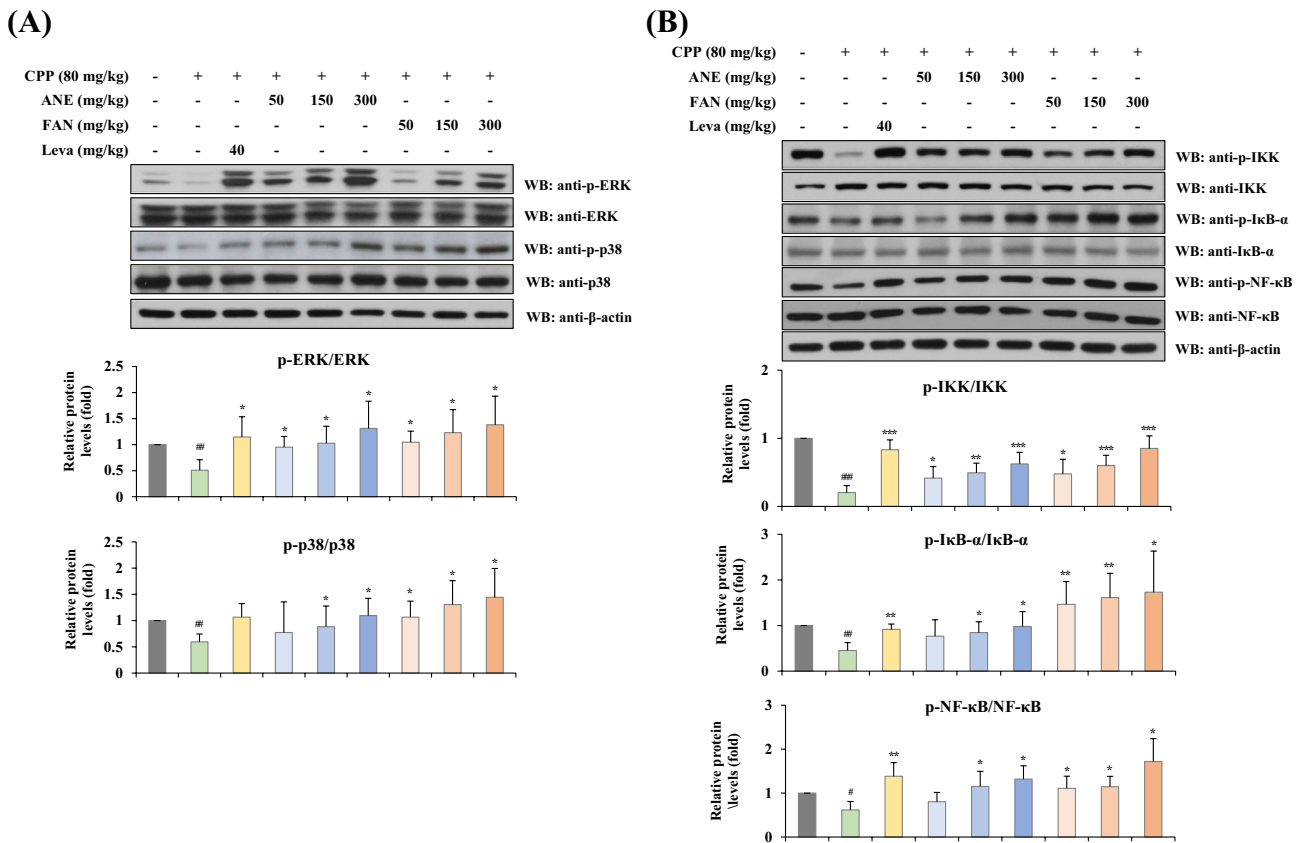 (A)
CPP (80 mg/kg) - + + + + + + + +
ANE (mg/kg) - - - 50 150 300 - - -
FAN (mg/kg) - - - - - - 50 150 300
Leva (mg/kg) - - 40 - - - - - -
WB: anti-p-ERK
WB: anti-ERK
WB: anti-p-p38
WB: anti-p38
WB: anti-β-actin
p-ERK/ERK
Relative protein
levels (fold)
2.5
2
1.5
1
0.5
0
## * * * * * * *
p-p38/p38
Relative protein
levels (fold)
2.5
2
1.5
1
0.5
0
## * * * * *
(B)
CPP (80 mg/kg) - + + + + + + + +
ANE (mg/kg) - - - 50 150 300 - - -
FAN (mg/kg) - - - - - - 50 150 300
Leva (mg/kg) - - 40 - - - - - -
WB: anti-p-IKK
WB: anti-IKK
WB: anti-p-IκB-α
WB: anti-IκB-α
WB: anti-p-NF-κB
WB: anti-NF-κB
WB: anti-β-actin
p-IKK/IKK
Relative protein
levels (fold)
2
1
0
### *** * ** *** * *** ***
p-IκB-α/IκB-α
Relative protein
levels (fold)
3
2
1
0
## ** * * ** ** *
p-NF-κB/NF-κB
Relative protein
\levels (fold)
3
2
1
0
# ** * * * * *